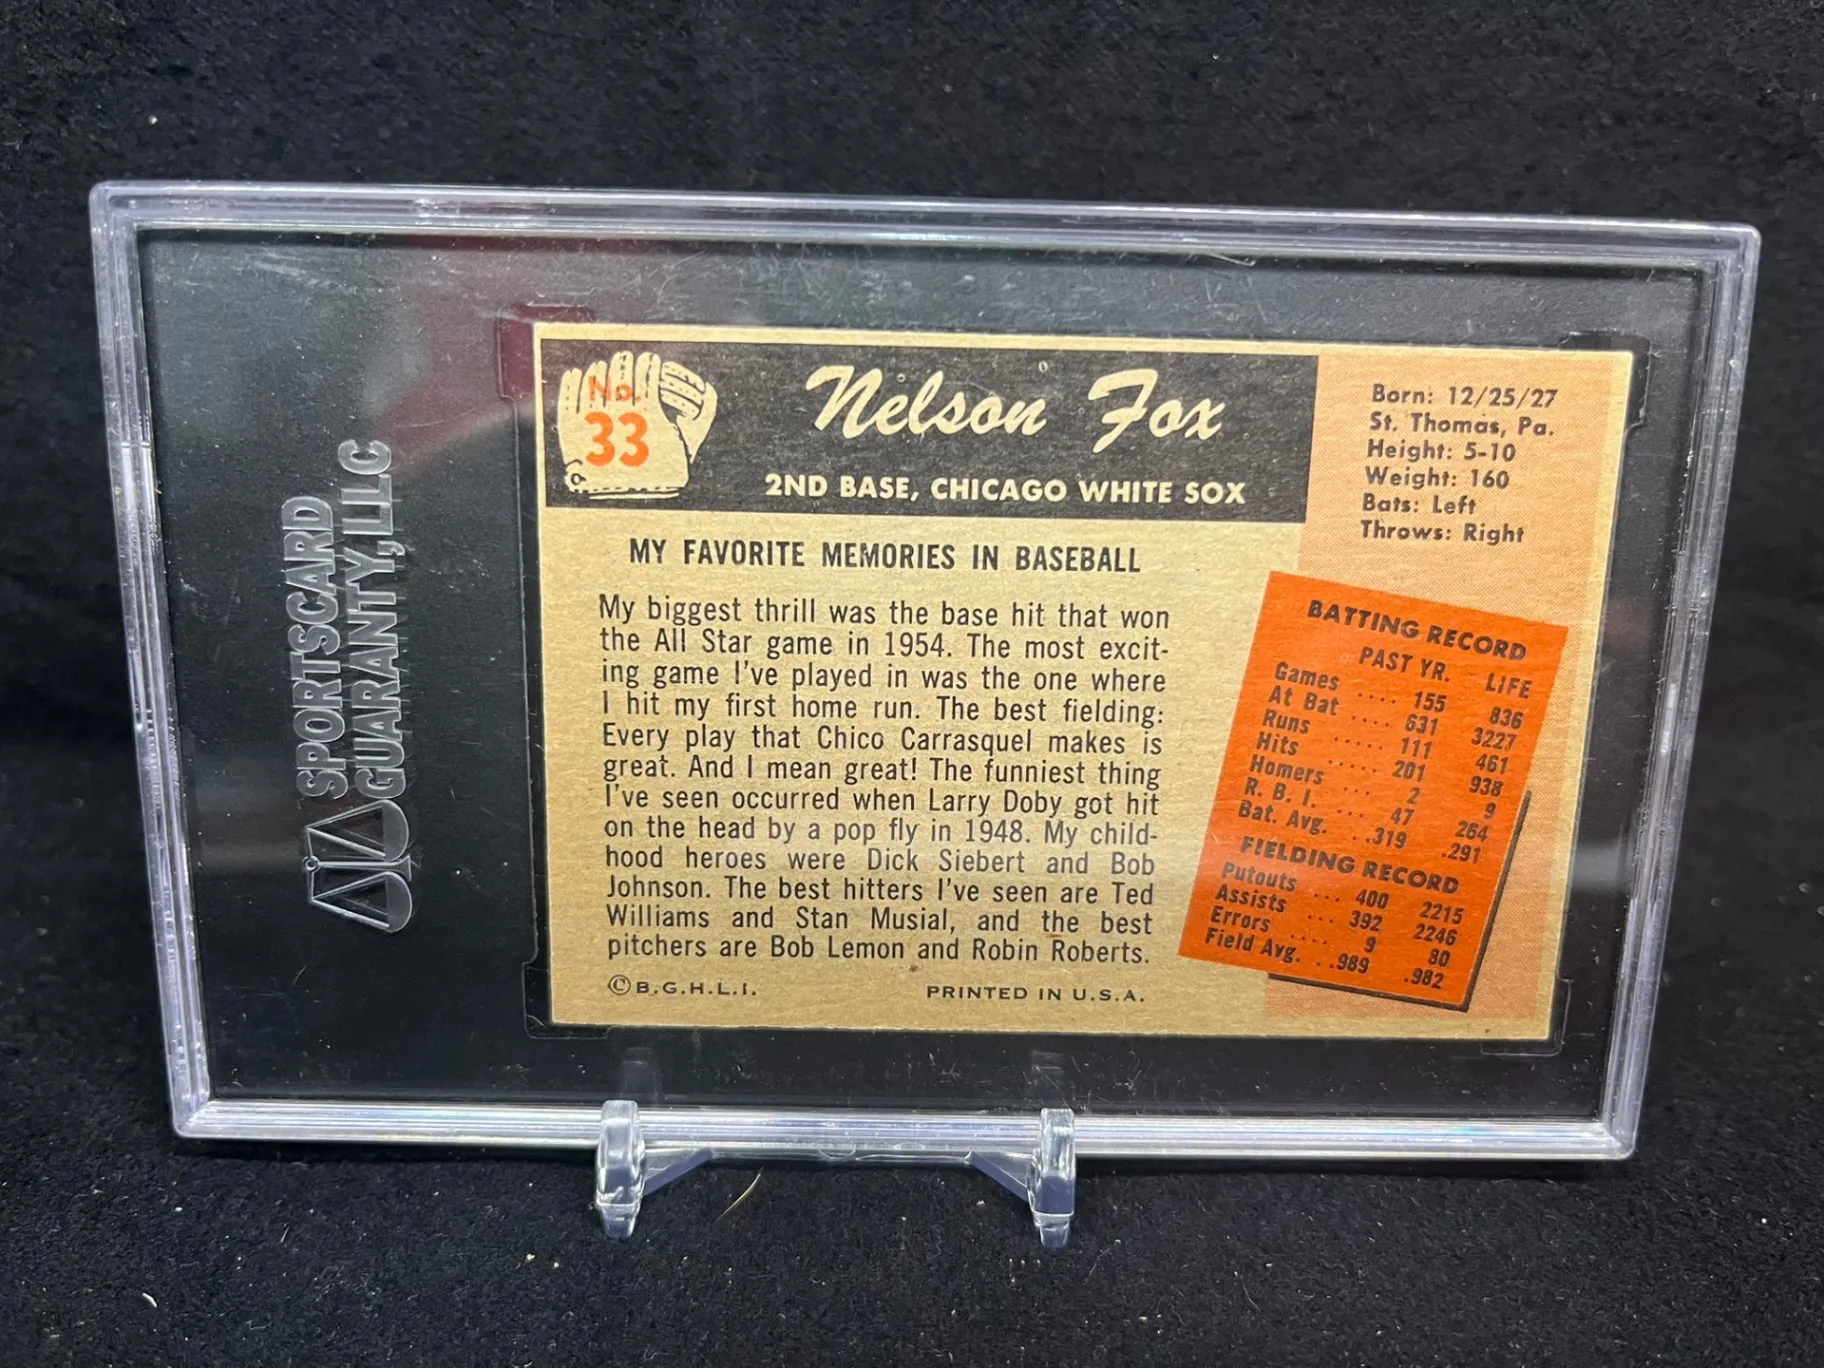 SPORTSCARD
GUARANTY, LLC
No.
33
Nelson Fox
2ND BASE, CHICAGO WHITE SOX
Born: 12/25/27
St. Thomas, Pa.
Height: 5-10
Weight: 160
Bats: Left
Throws: Right
MY FAVORITE MEMORIES IN BASEBALL
My biggest thrill was the base hit that won
the All Star game in 1954. The most excit-
ing game I've played in was the one where
I hit my first home run. The best fielding:
Every play that Chico Carrasquel makes is
great. And I mean great! The funniest thing
I've seen occurred when Larry Doby got hit
on the head by a pop fly in 1948. My child-
hood heroes were Dick Siebert and Bob
Johnson. The best hitters I've seen are Ted
Williams and Stan Musial, and the best
pitchers are Bob Lemon and Robin Roberts.
©B.G.H.L.I.
PRINTED IN U.S.A.
BATTING RECORD
PAST YR. LIFE
Games .... 155 836
At Bat .... 631 3227
Runs ..... 111 461
Hits ..... 201 938
Homers ... 2 9
R. B. I. ... 47 264
Bat. Avg. ..319 .291
FIELDING RECORD
Putouts ... 400 2215
Assists ... 392 2246
Errors .... 9 80
Field Avg. ..989 .982